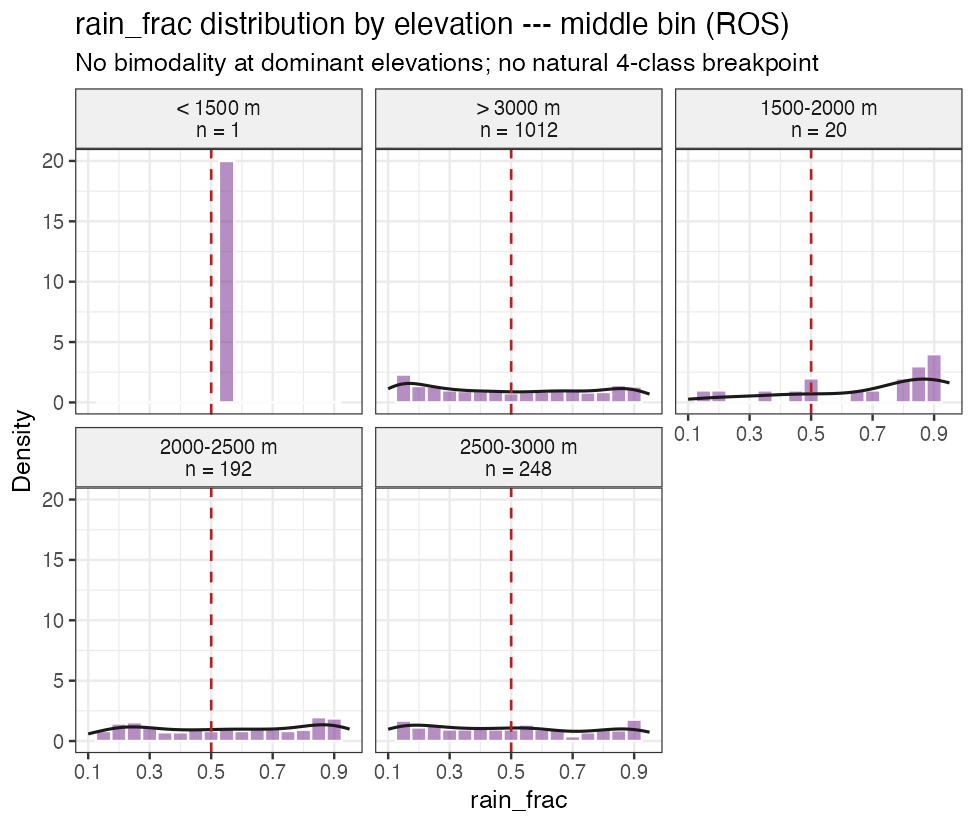 rain_frac distribution by elevation --- middle bin (ROS)
No bimodality at dominant elevations; no natural 4-class breakpoint
< 1500 m
n = 1
> 3000 m
n = 1012
1500-2000 m
n = 20
20
15
10
5
0
0.1 0.3 0.5 0.7 0.9
2000-2500 m
n = 192
2500-3000 m
n = 248
20
15
10
5
0
0.1 0.3 0.5 0.7 0.9
0.1 0.3 0.5 0.7 0.9
Density
rain_frac